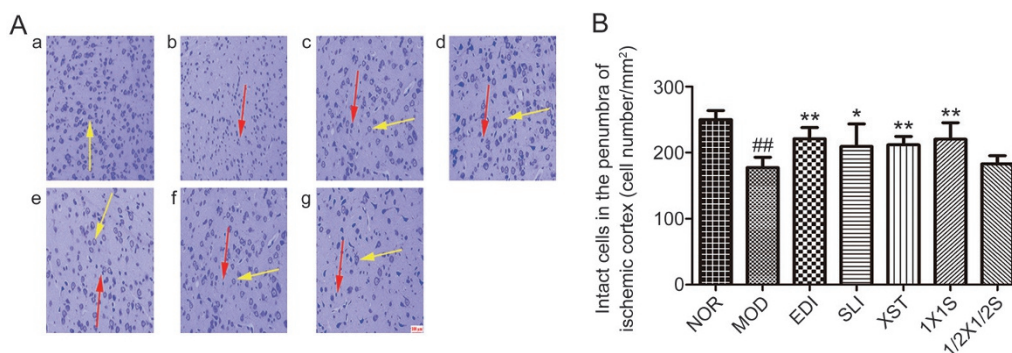 A
a
b
c
d
e
f
g
B
Intact cells in the penumbra of
ischemic cortex (cell number/mm²)
300
200
100
0
##
**
*
**
**
NOR
MOD
EDI
SLI
XST
1X1S
1/2X1/2S